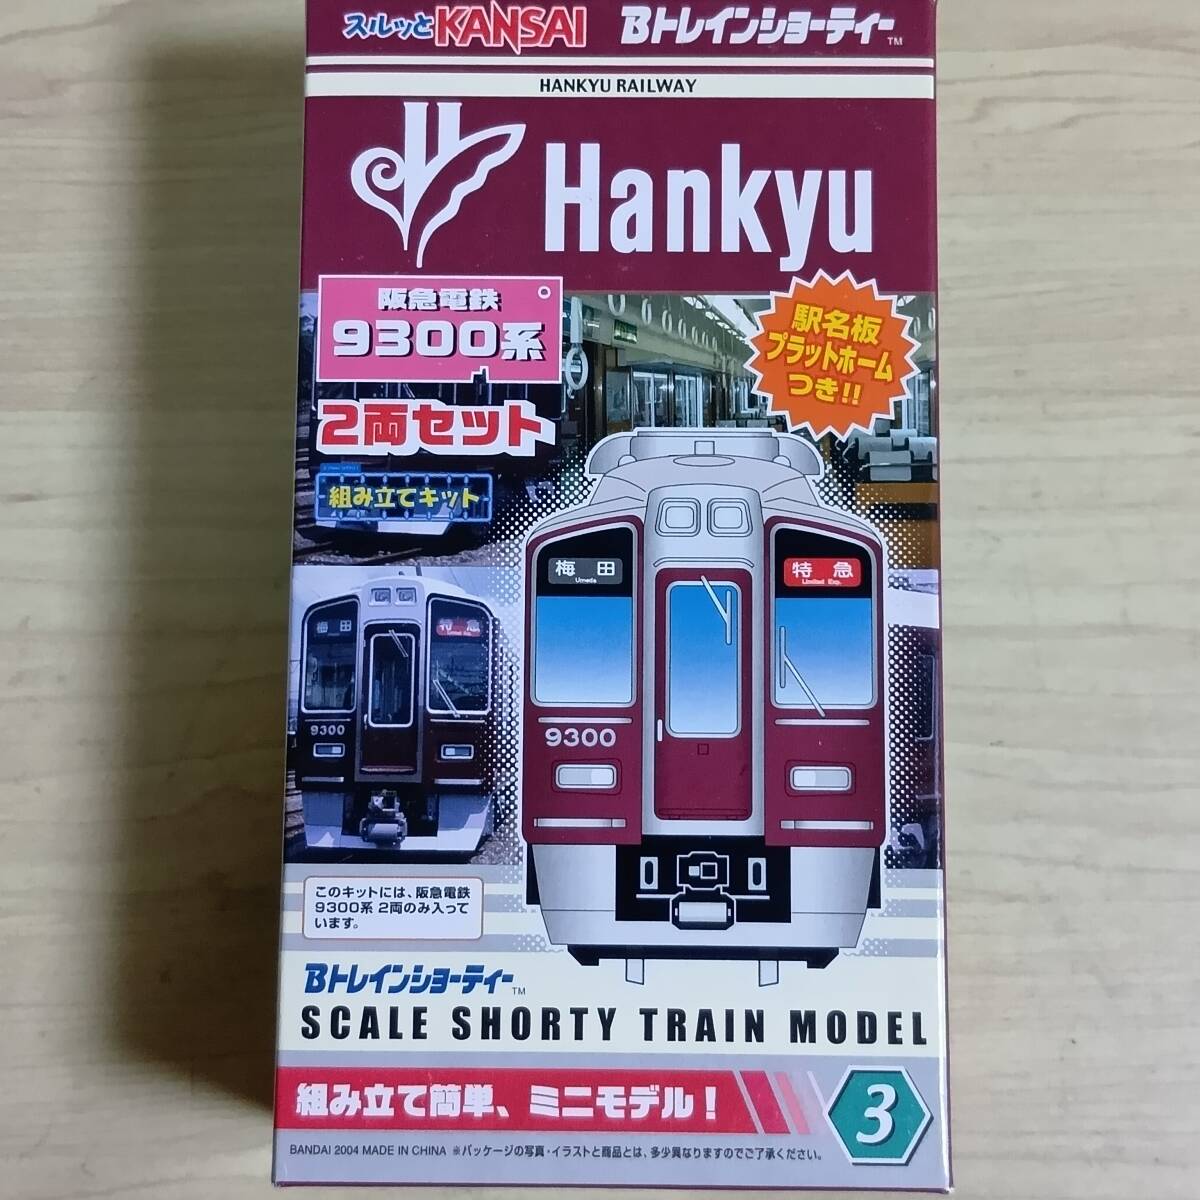 スルッとKANSAI Bトレインショーティー™
HANKYU RAILWAY
Hankyu
阪急電鉄
9300系
駅名板
プラットホーム
つき!!
2両セット
組み立てキット
梅田
Umeda
特急
Limited Exp.
梅田
特急
9300
9300
このキットには、阪急電鉄
9300系 2両のみ入って
います。
Bトレインショーティー™
SCALE SHORTY TRAIN MODEL
組み立て簡単、ミニモデル!
3
BANDAI 2004 MADE IN CHINA ※パッケージの写真・イラストと商品とは、多少異なりますのでご了承ください。